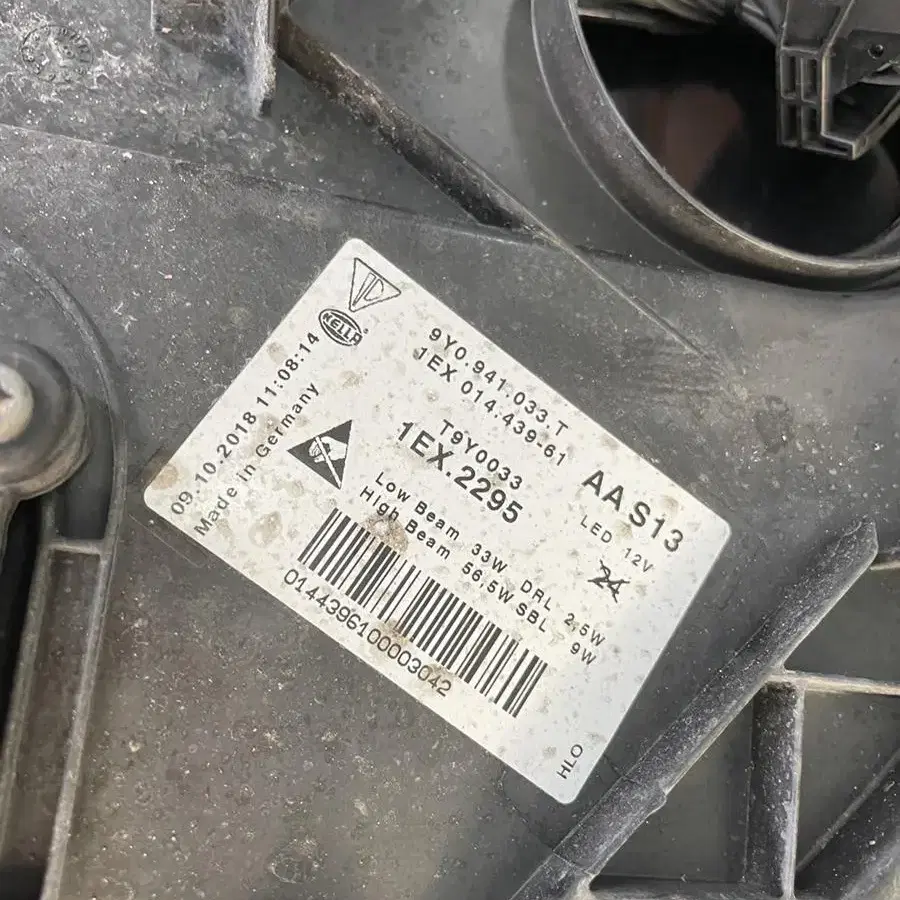 HELLA®
09.10.2018 11:08:14
Made in Germany
9Y0.941.033.T
1EX 014.439-61
T9Y0033
1EX.2295
AA S13
LED 12V
Low Beam 33W DRL 2,5W
High Beam 56,5W SBL 9W
0144396100003042
HLO